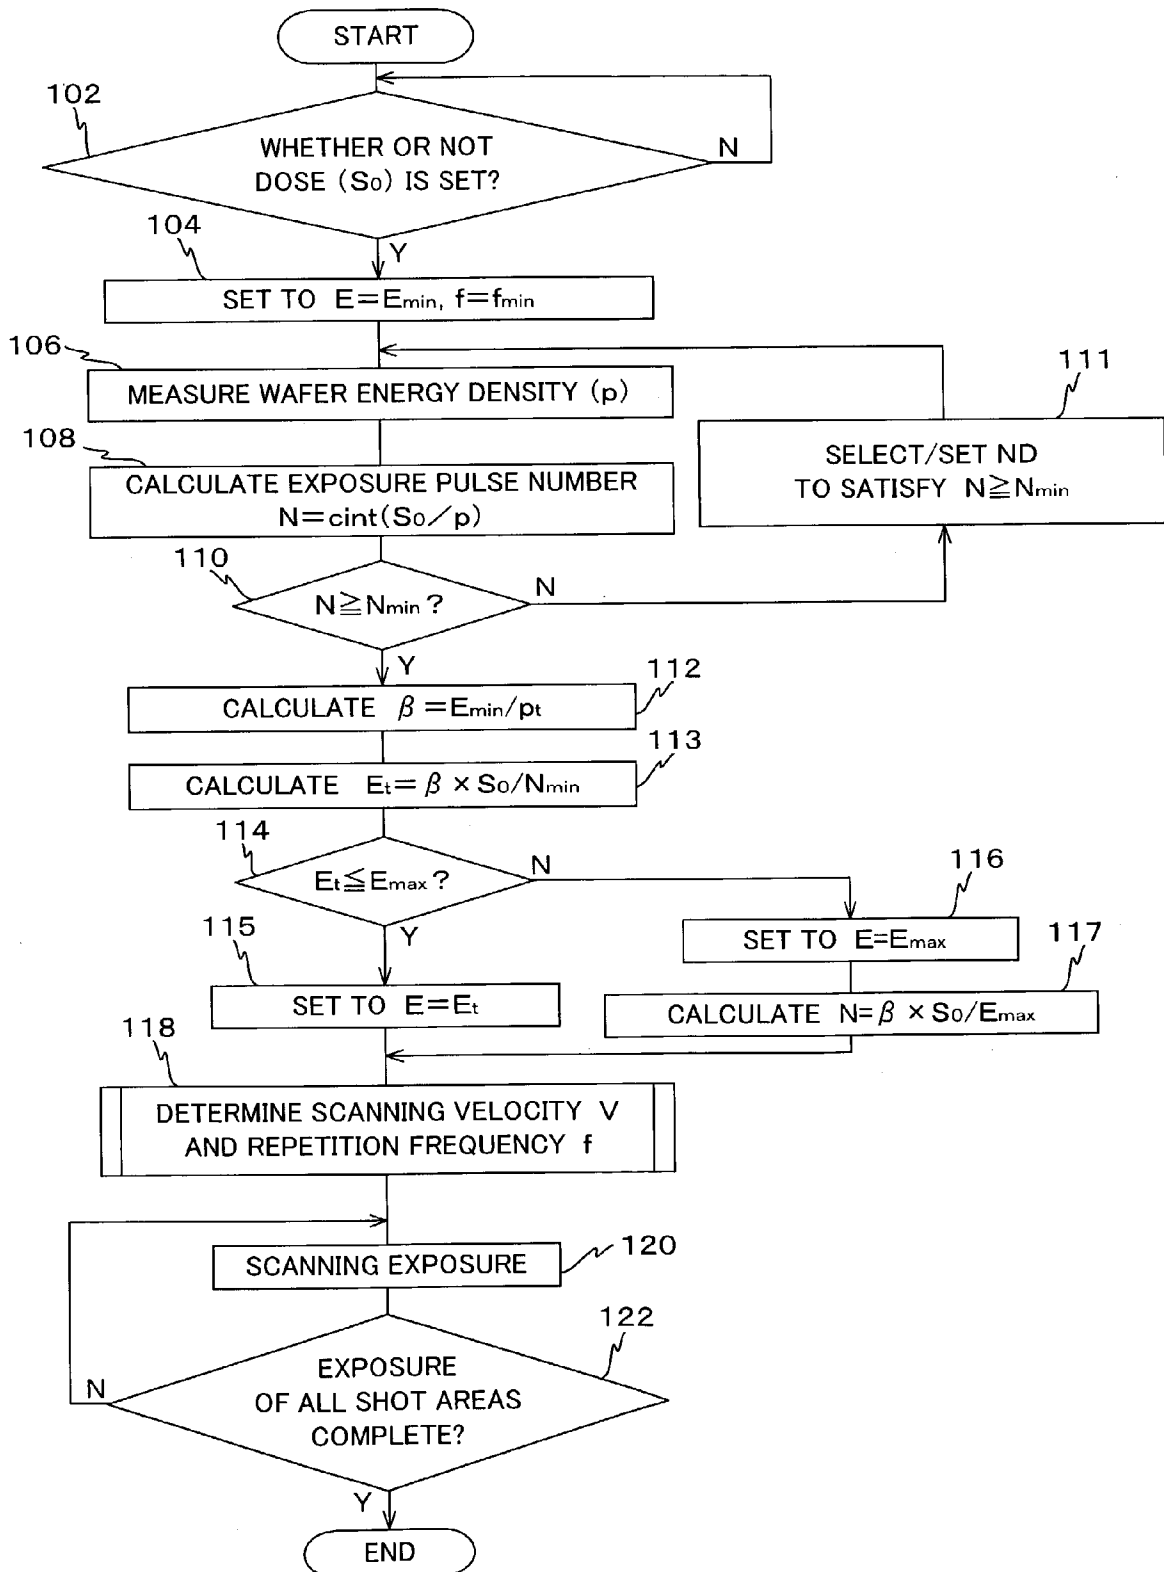 START
102
WHETHER OR NOT
DOSE (S0) IS SET?
N
Y
104
SET TO E=Emin, f=fmin
106
MEASURE WAFER ENERGY DENSITY (p)
111
SELECT/SET ND
TO SATISFY N≧Nmin
108
CALCULATE EXPOSURE PULSE NUMBER
N=cint(S0/p)
110
N≧Nmin?
N
Y
112
CALCULATE β=Emin/pt
113
CALCULATE Et=β×S0/Nmin
114
Et≦Emax?
N
Y
116
SET TO E=Emax
115
SET TO E=Et
117
CALCULATE N=β×S0/Emax
118
DETERMINE SCANNING VELOCITY V
AND REPETITION FREQUENCY f
SCANNING EXPOSURE
120
122
EXPOSURE
OF ALL SHOT AREAS
COMPLETE?
N
Y
END